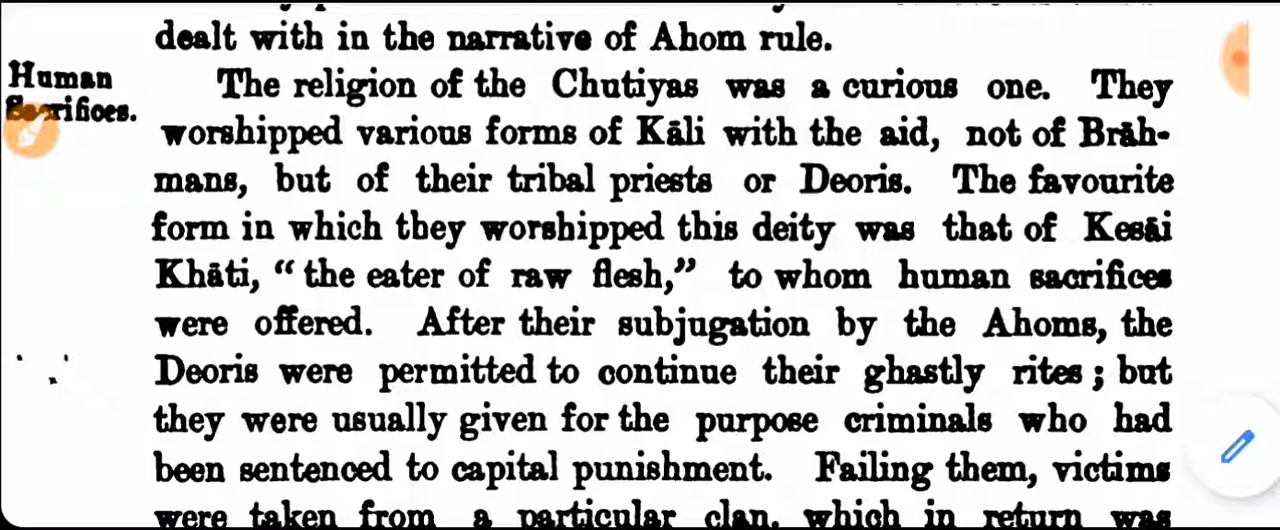 dealt with in the narrative of Ahom rule.
Human
Sacrifices.
The religion of the Chutiyas was a curious one. They
worshipped various forms of Kāli with the aid, not of Brāh-
mans, but of their tribal priests or Deoris. The favourite
form in which they worshipped this deity was that of Kesāi
Khāti, “the eater of raw flesh,” to whom human sacrifices
were offered. After their subjugation by the Ahoms, the
Deoris were permitted to continue their ghastly rites; but
they were usually given for the purpose criminals who had
been sentenced to capital punishment. Failing them, victims
were taken from a particular clan, which in return was